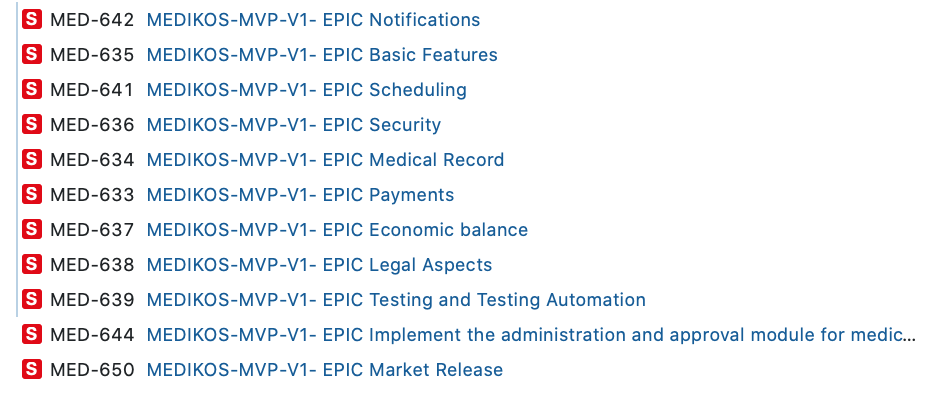 S MED-642 MEDIKOS-MVP-V1- EPIC Notifications
S MED-635 MEDIKOS-MVP-V1- EPIC Basic Features
S MED-641 MEDIKOS-MVP-V1- EPIC Scheduling
S MED-636 MEDIKOS-MVP-V1- EPIC Security
S MED-634 MEDIKOS-MVP-V1- EPIC Medical Record
S MED-633 MEDIKOS-MVP-V1- EPIC Payments
S MED-637 MEDIKOS-MVP-V1- EPIC Economic balance
S MED-638 MEDIKOS-MVP-V1- EPIC Legal Aspects
S MED-639 MEDIKOS-MVP-V1- EPIC Testing and Testing Automation
S MED-644 MEDIKOS-MVP-V1- EPIC Implement the administration and approval module for medic...
S MED-650 MEDIKOS-MVP-V1- EPIC Market Release